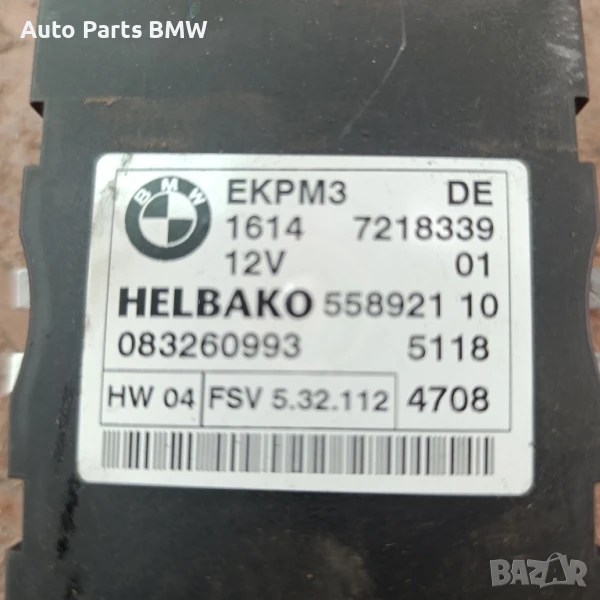 Auto Parts BMW
BMW
EKPM3 DE
1614 7218339
12V 01
HELBAKO 558921 10
083260993 5118
HW 04 FSV 5.32.112 4708
BAZAR